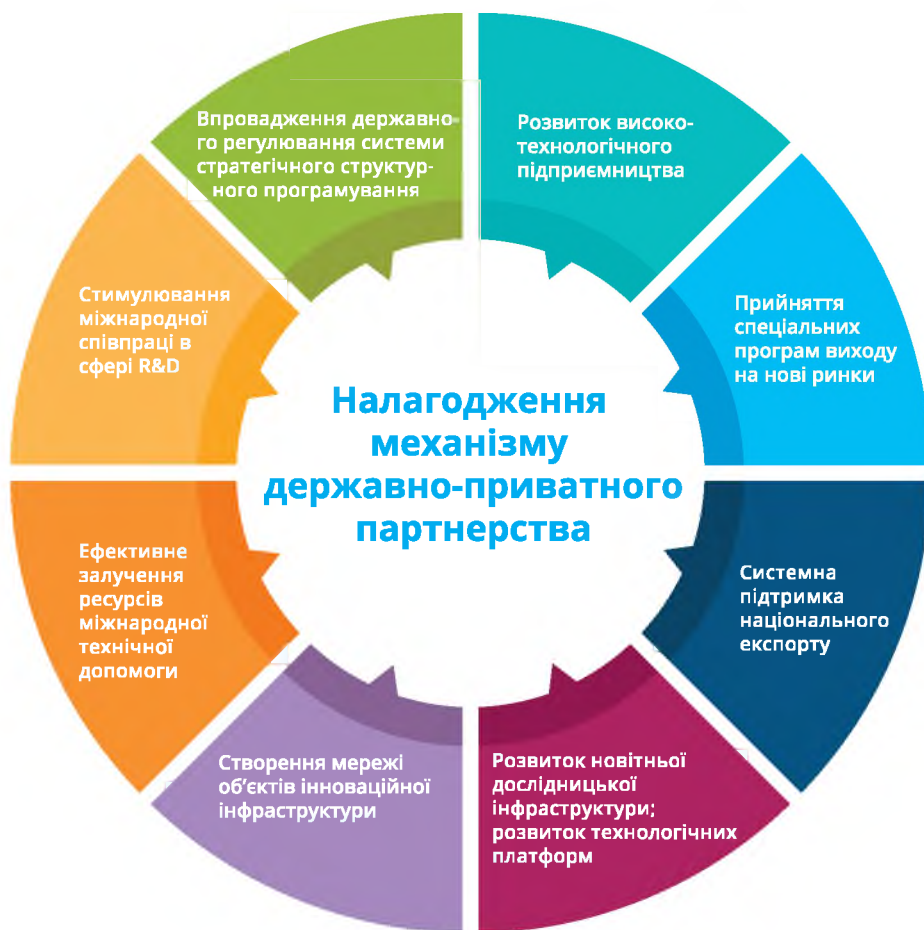 Впровадження державно-
го регулювання системи
стратегічного структур-
ного програмування
Розвиток високо-
технологічного
підприємництва
Прийняття
спеціальних
програм виходу
на нові ринки
Системна
підтримка
національного
експорту
Розвиток новітньої
дослідницької
інфраструктури;
розвиток технологічних
платформ
Створення мережі
об’єктів інноваційної
інфраструктури
Ефективне
залучення
ресурсів
міжнародної
технічної
допомоги
Стимулювання
міжнародної
співпраці в
сфері R&D
Налагодження
механізму
державно-приватного
партнерства